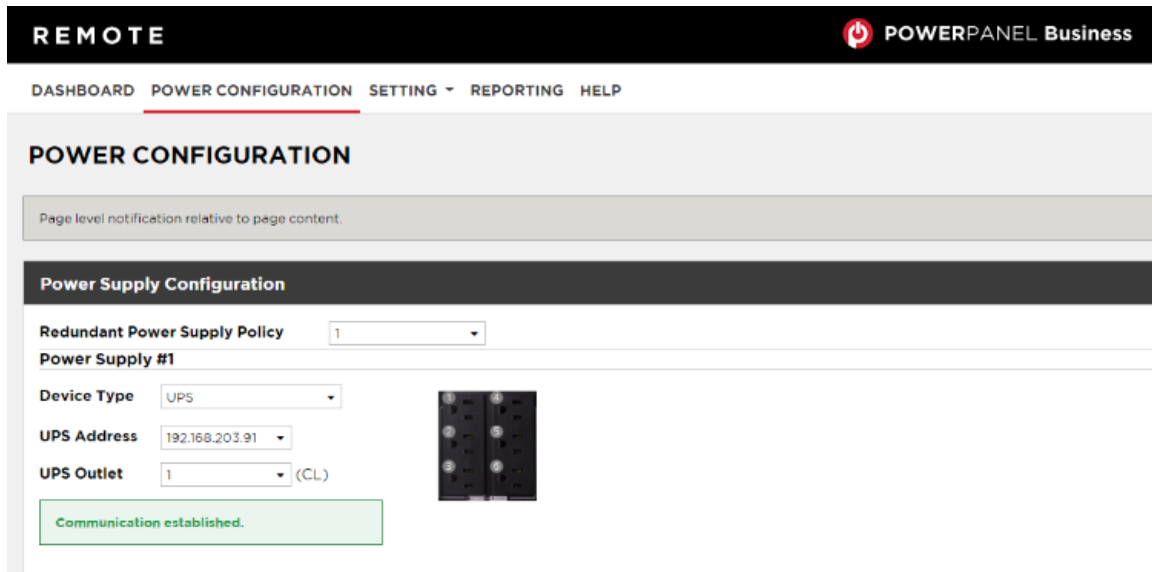 REMOTE
POWERPANEL Business
DASHBOARD POWER CONFIGURATION SETTING REPORTING HELP
POWER CONFIGURATION
Page level notification relative to page content.
Power Supply Configuration
Redundant Power Supply Policy 1
Power Supply #1
Device Type UPS
UPS Address 192.168.203.91
UPS Outlet 1 (CL)
1 4
2 5
3 6
Communication established.